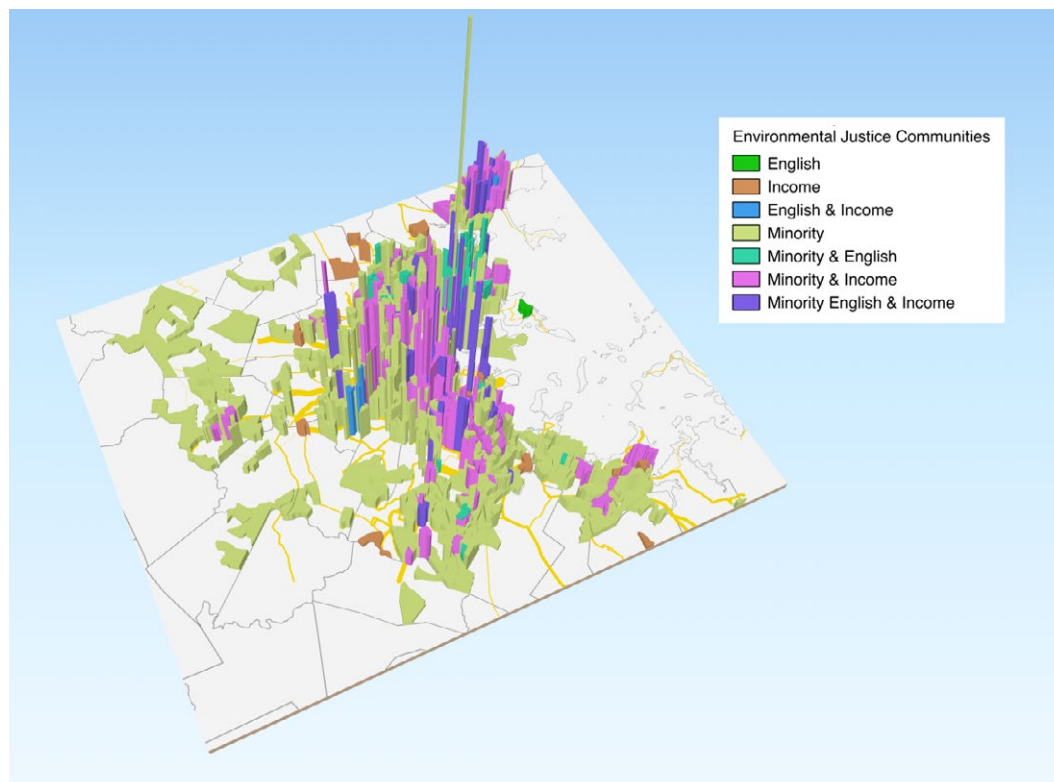 Environmental Justice Communities
English
Income
English & Income
Minority
Minority & English
Minority & Income
Minority English & Income